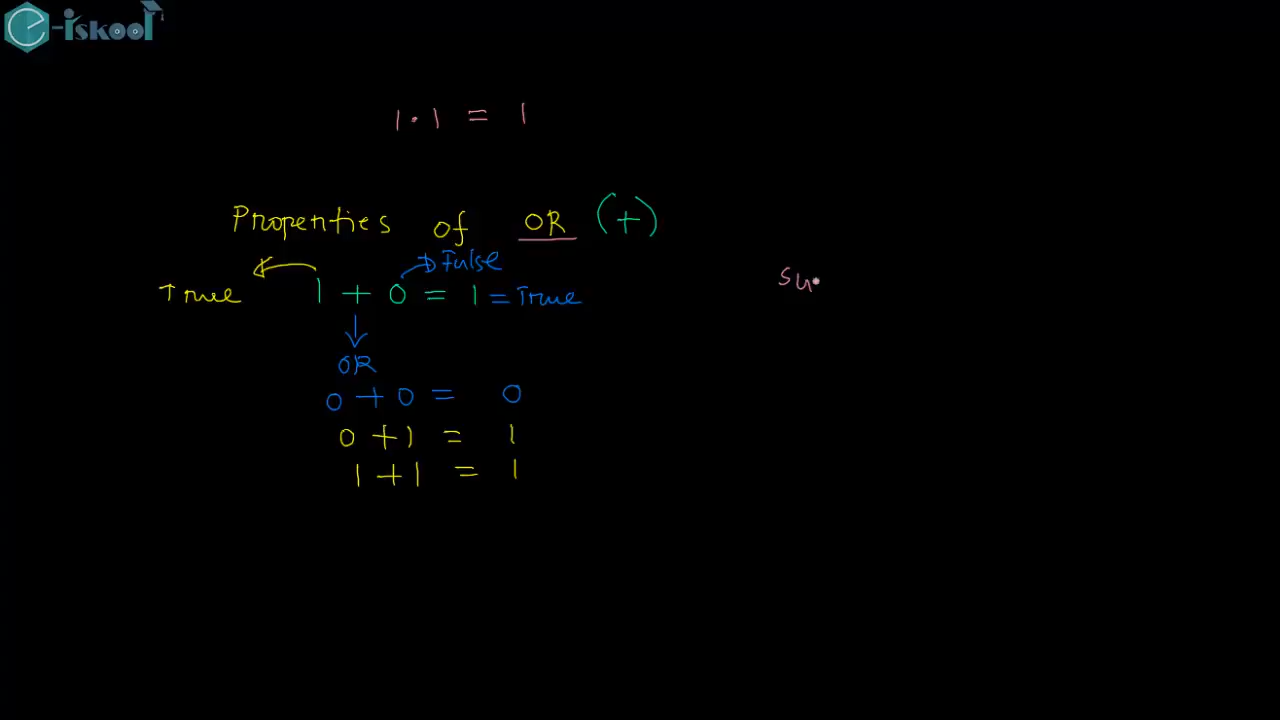 e-iskool
1 · 1 = 1
Properties of OR (+)
False
True 1 + 0 = 1 = True
OR
0 + 0 = 0
0 + 1 = 1
1 + 1 = 1
Su